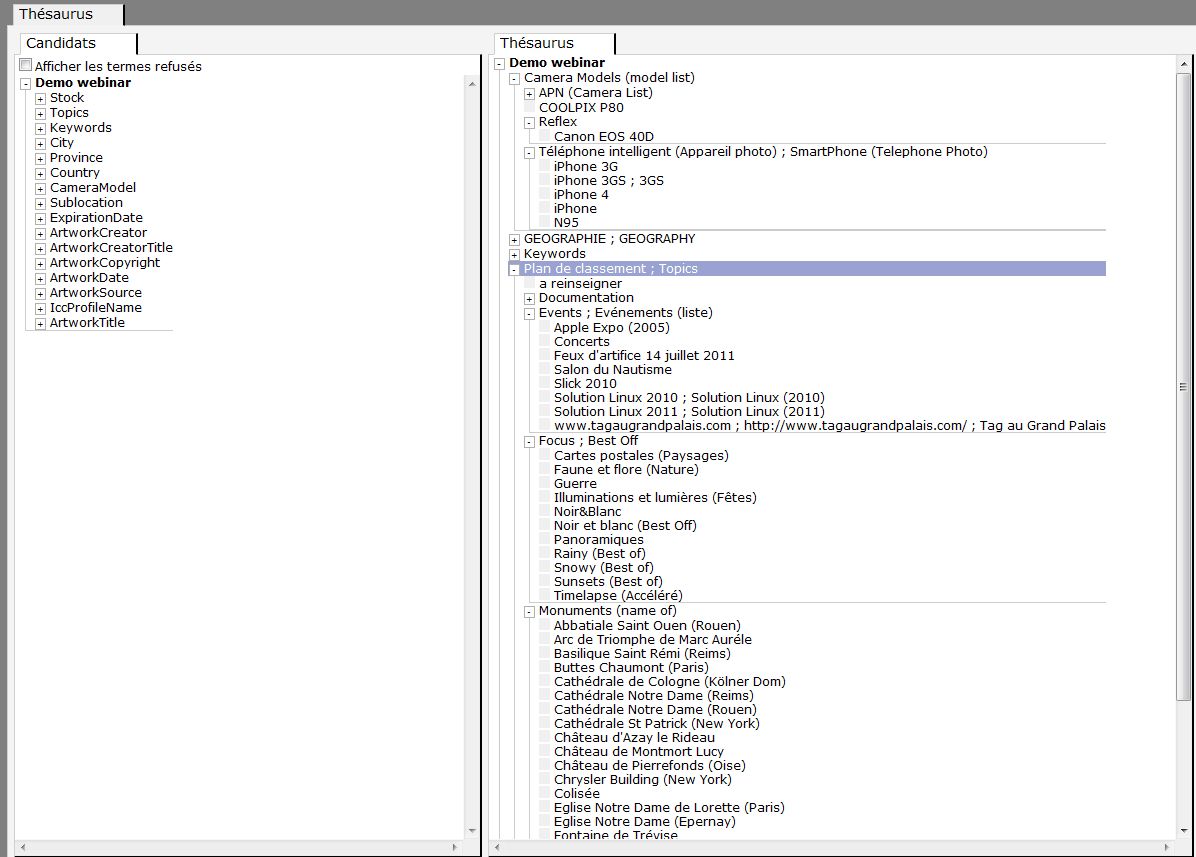 Thésaurus
Candidats
Afficher les termes refusés
Demo webinar
Stock
Topics
Keywords
City
Province
Country
CameraModel
Sublocation
ExpirationDate
ArtworkCreator
ArtworkCreatorTitle
ArtworkCopyright
ArtworkDate
ArtworkSource
IccProfileName
ArtworkTitle
Thésaurus
Demo webinar
Camera Models (model list)
APN (Camera List)
COOLPIX P80
Reflex
Canon EOS 40D
Téléphone intelligent (Appareil photo) ; SmartPhone (Telephone Photo)
iPhone 3G
iPhone 3GS ; 3GS
iPhone 4
iPhone
N95
GEOGRAPHIE ; GEOGRAPHY
Keywords
Plan de classement ; Topics
a reinseigner
Documentation
Events ; Evénements (liste)
Apple Expo (2005)
Concerts
Feux d'artifice 14 juillet 2011
Salon du Nautisme
Slick 2010
Solution Linux 2010 ; Solution Linux (2010)
Solution Linux 2011 ; Solution Linux (2011)
www.tagaugrandpalais.com ; http://www.tagaugrandpalais.com/ ; Tag au Grand Palais
Focus ; Best Off
Cartes postales (Paysages)
Faune et flore (Nature)
Guerre
Illuminations et lumières (Fêtes)
Noir&Blanc
Noir et blanc (Best Off)
Panoramiques
Rainy (Best of)
Snowy (Best of)
Sunsets (Best of)
Timelapse (Accéléré)
Monuments (name of)
Abbatiale Saint Ouen (Rouen)
Arc de Triomphe de Marc Auréle
Basilique Saint Rémi (Reims)
Buttes Chaumont (Paris)
Cathédrale de Cologne (Kölner Dom)
Cathédrale Notre Dame (Reims)
Cathédrale Notre Dame (Rouen)
Cathédrale St Patrick (New York)
Château d'Azay le Rideau
Château de Montmort Lucy
Château de Pierrefonds (Oise)
Chrysler Building (New York)
Colisée
Eglise Notre Dame de Lorette (Paris)
Eglise Notre Dame (Epernay)
Fontaine de Trévise